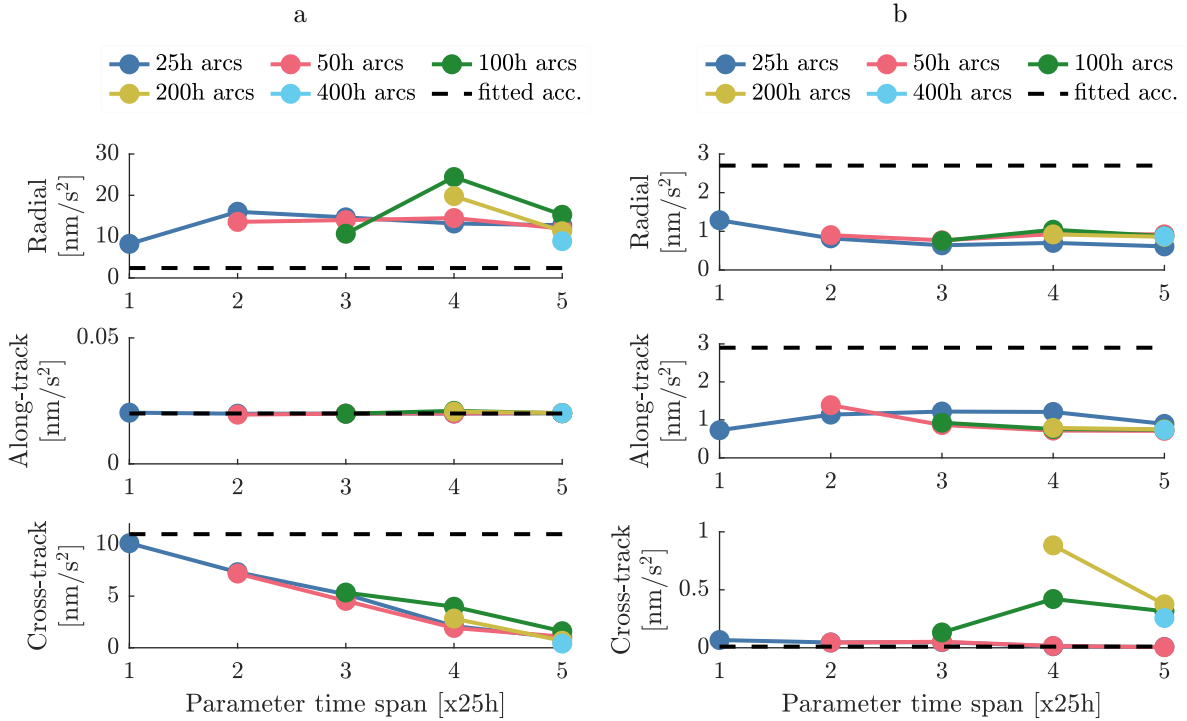 a
25h arcs 50h arcs 100h arcs
200h arcs 400h arcs fitted acc.
Radial
[nm/s²]
30
20
10
0
1 2 3 4 5
Along-track
[nm/s²]
0.05
0
1 2 3 4 5
Cross-track
[nm/s²]
10
5
0
1 2 3 4 5
Parameter time span [x25h]
b
25h arcs 50h arcs 100h arcs
200h arcs 400h arcs fitted acc.
Radial
[nm/s²]
3
2
1
0
1 2 3 4 5
Along-track
[nm/s²]
3
2
1
0
1 2 3 4 5
Cross-track
[nm/s²]
1
0.5
0
1 2 3 4 5
Parameter time span [x25h]